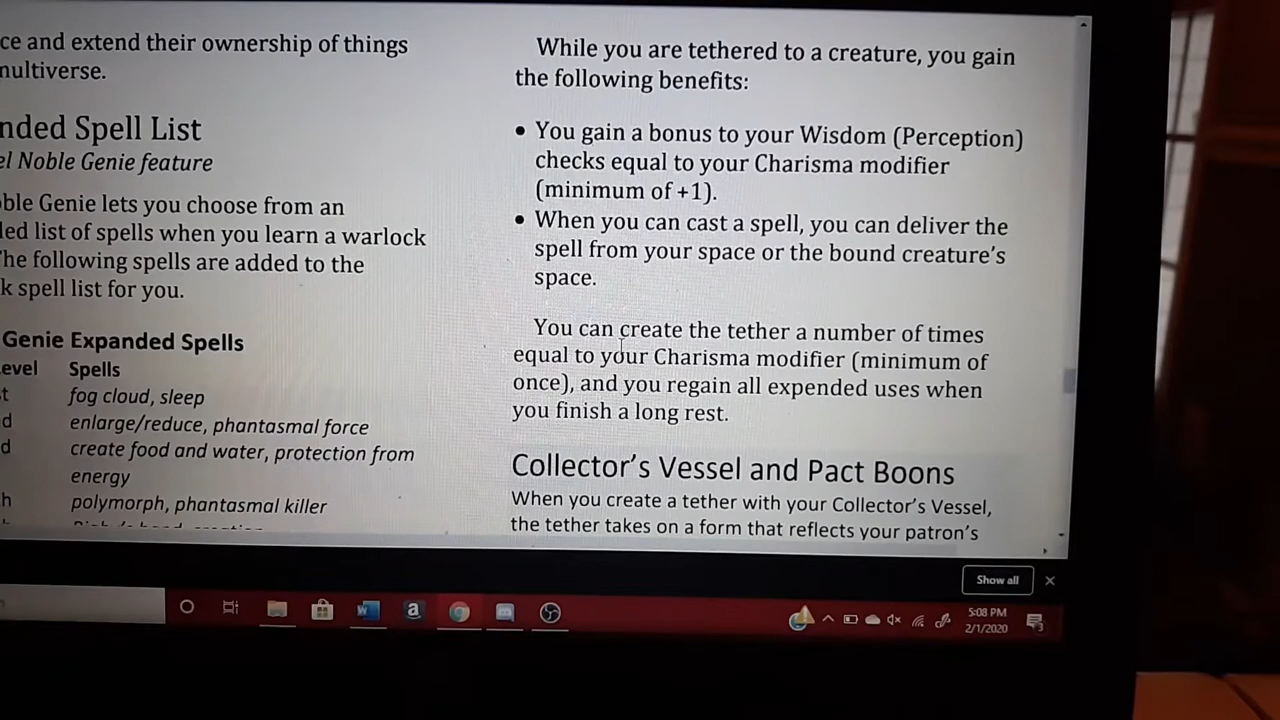 ce and extend their ownership of things
multiverse.
nded Spell List
el Noble Genie feature
ble Genie lets you choose from an
led list of spells when you learn a warlock
he following spells are added to the
k spell list for you.
Genie Expanded Spells
evel Spells
t fog cloud, sleep
d enlarge/reduce, phantasmal force
d create food and water, protection from
energy
h polymorph, phantasmal killer
While you are tethered to a creature, you gain
the following benefits:
• You gain a bonus to your Wisdom (Perception)
checks equal to your Charisma modifier
(minimum of +1).
• When you can cast a spell, you can deliver the
spell from your space or the bound creature's
space.
You can create the tether a number of times
equal to your Charisma modifier (minimum of
once), and you regain all expended uses when
you finish a long rest.
Collector's Vessel and Pact Boons
When you create a tether with your Collector's Vessel,
the tether takes on a form that reflects your patron's
Show all
5:08 PM
2/1/2020
3